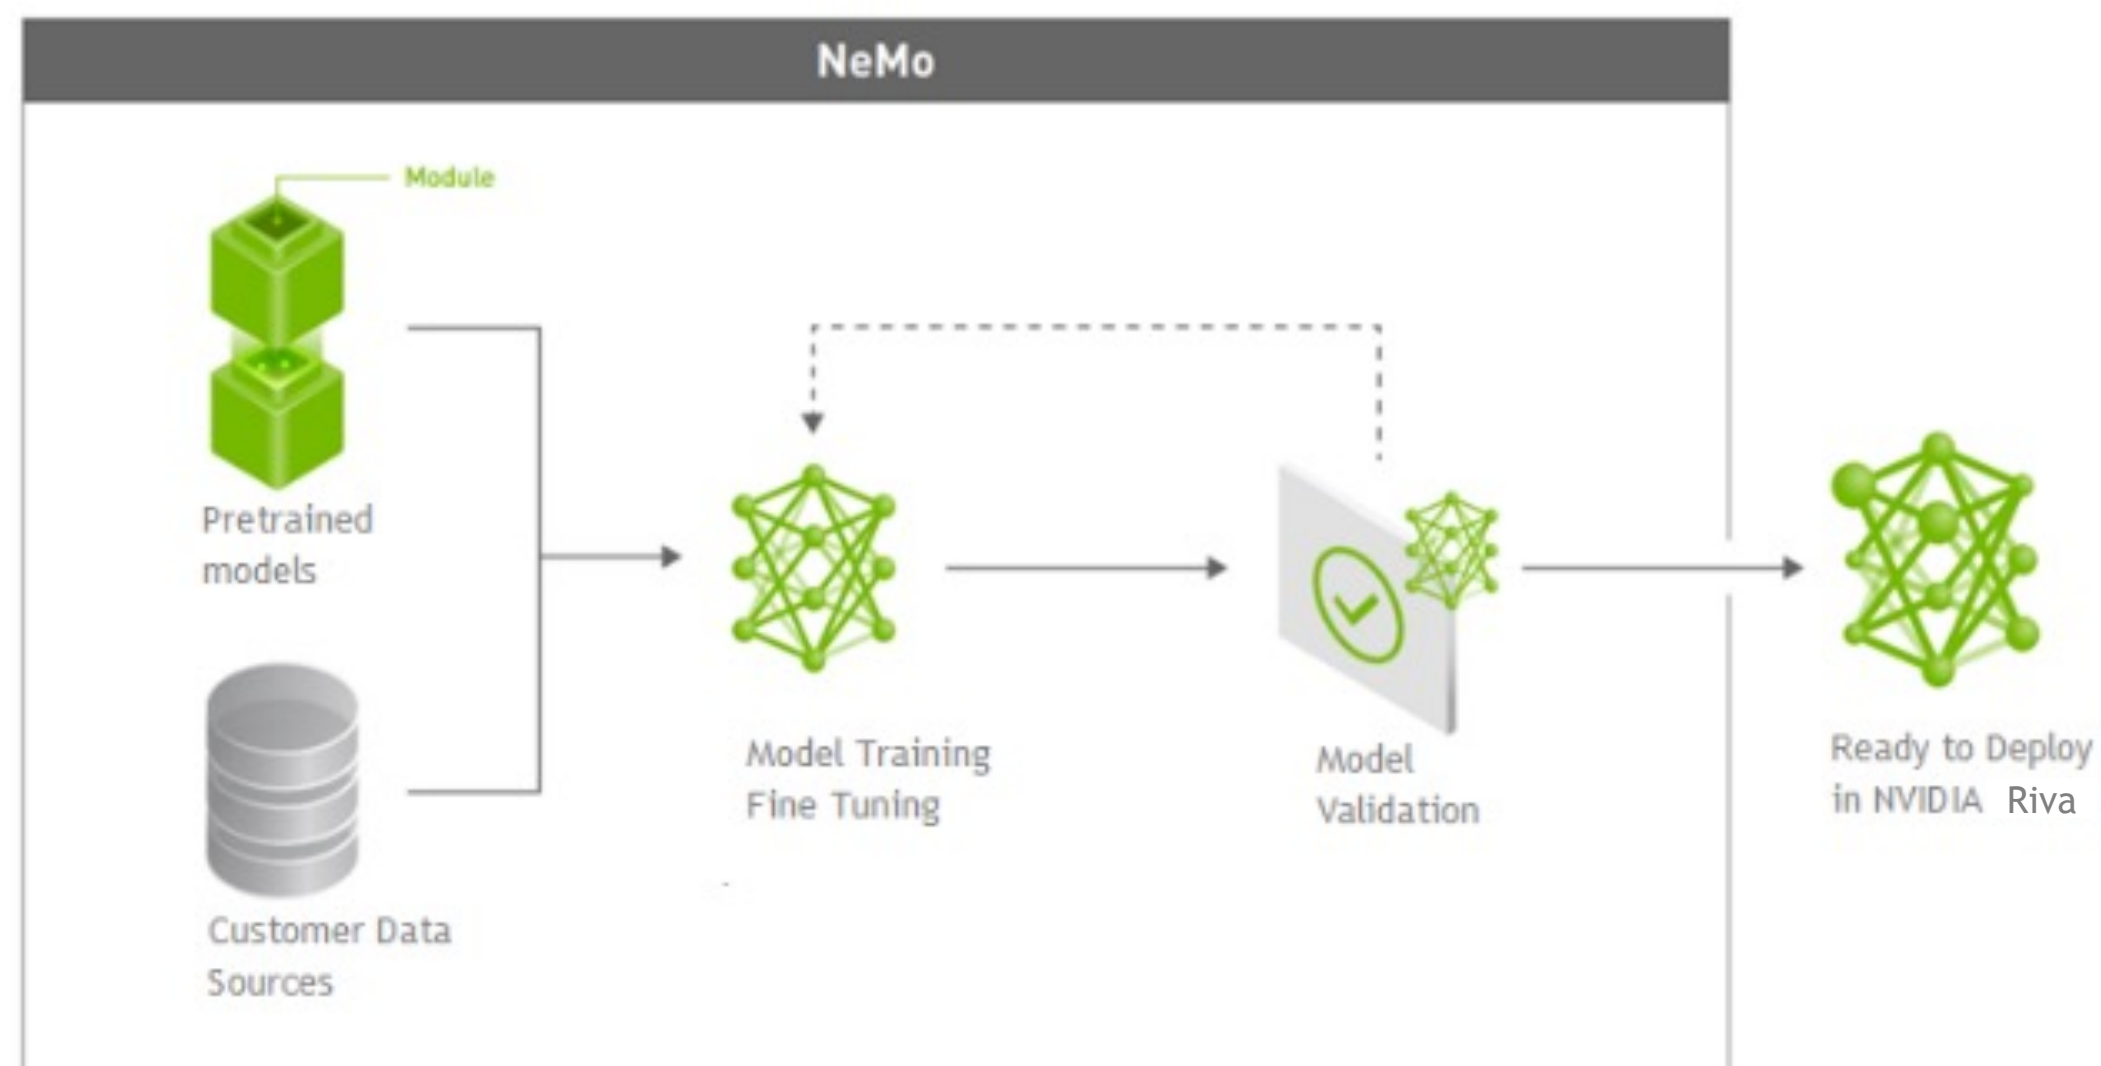 NeMo
Module
Pretrained
models
Customer Data
Sources
Model Training
Fine Tuning
Model
Validation
Ready to Deploy
in NVIDIA Riva